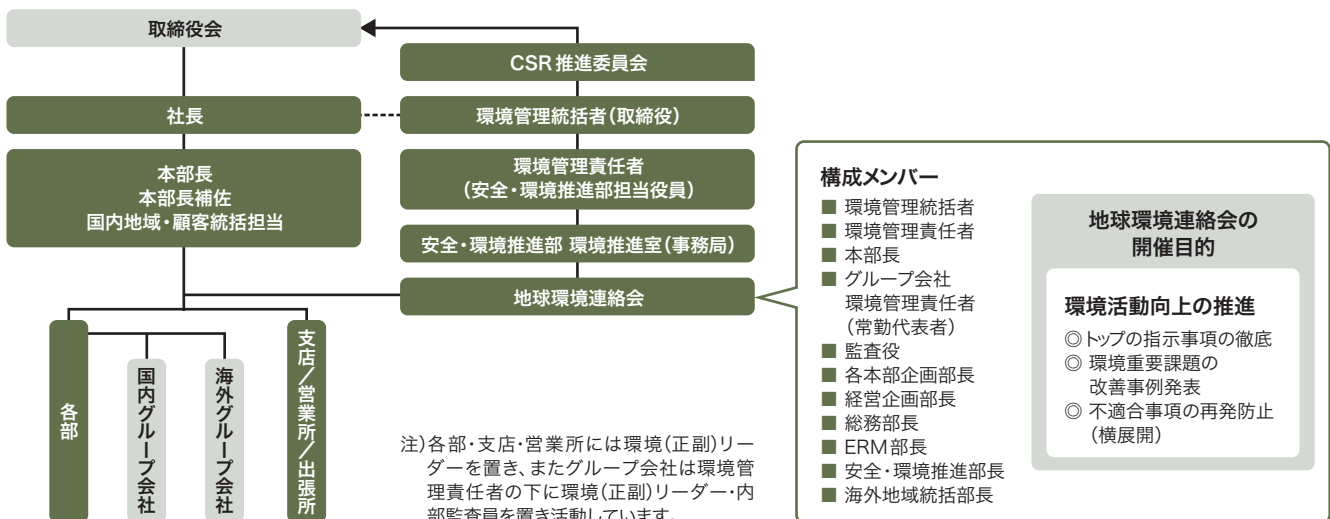 取締役会
CSR推進委員会
社長
環境管理統括者(取締役)
本部長
本部長補佐
国内地域・顧客統括担当
環境管理責任者
(安全・環境推進部担当役員)
安全・環境推進部 環境推進室(事務局)
地球環境連絡会
各部
国内グループ会社
海外グループ会社
支店/営業所/出張所
注)各部・支店・営業所には環境(正副)リー
ダーを置き、またグループ会社は環境管
理責任者の下に環境(正副)リーダー・内
部監査員を置き活動しています。
構成メンバー
■ 環境管理統括者
■ 環境管理責任者
■ 本部長
■ グループ会社
環境管理責任者
(常勤代表者)
■ 監査役
■ 各本部企画部長
■ 経営企画部長
■ 総務部長
■ ERM部長
■ 安全・環境推進部長
■ 海外地域統括部長
地球環境連絡会の
開催目的
環境活動向上の推進
◎トップの指示事項の徹底
◎ 環境重要課題の
改善事例発表
◎ 不適合事項の再発防止
(横展開)